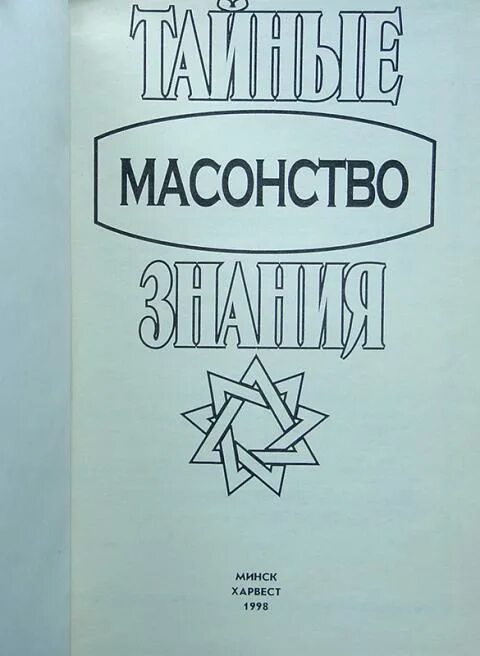 ТАЙНЫЕ
МАСОНСТВО
ЗНАНИЯ
МИНСК
ХАРВЕСТ
1998